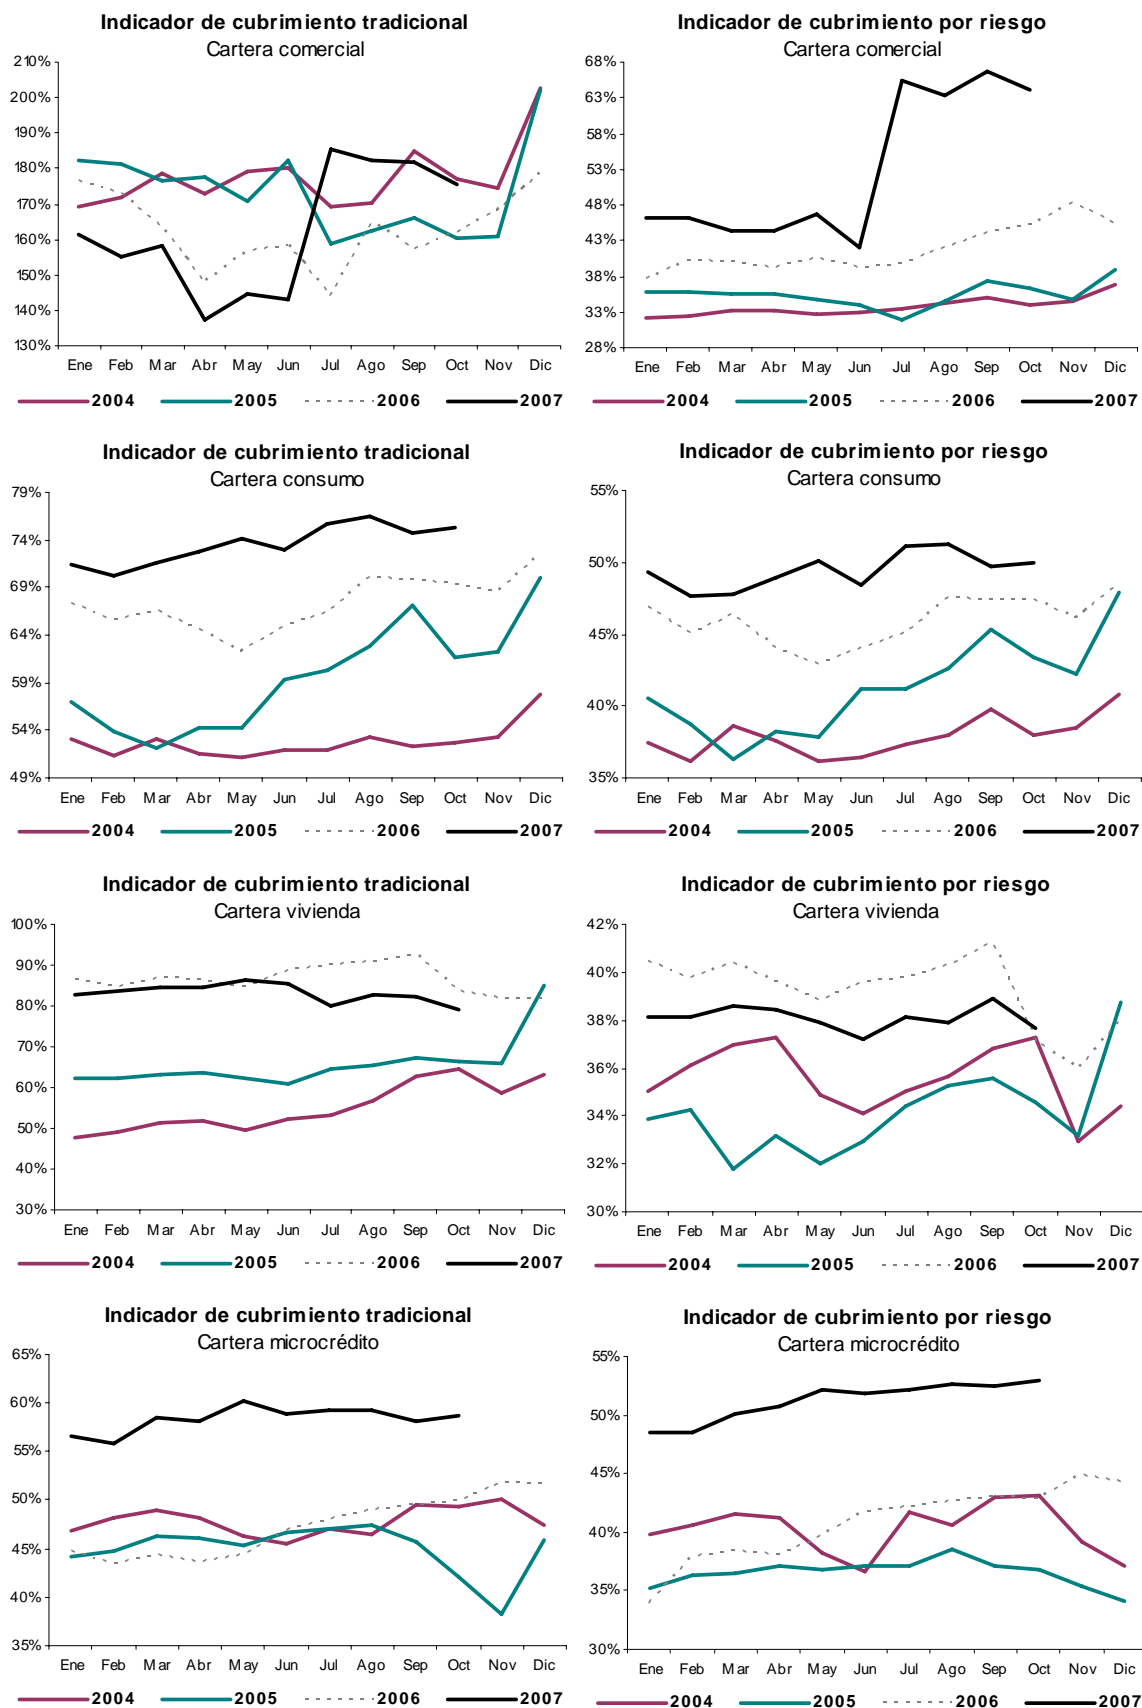 Indicador de cubrimiento tradicional
Cartera comercial
210%
200%
190%
180%
170%
160%
150%
140%
130%
Ene Feb Mar Abr May Jun Jul Ago Sep Oct Nov Dic
2004 2005 2006 2007
Indicador de cubrimiento por riesgo
Cartera comercial
68%
63%
58%
53%
48%
43%
38%
33%
28%
Ene Feb Mar Abr May Jun Jul Ago Sep Oct Nov Dic
2004 2005 2006 2007
Indicador de cubrimiento tradicional
Cartera consumo
79%
74%
69%
64%
59%
54%
49%
Ene Feb Mar Abr May Jun Jul Ago Sep Oct Nov Dic
2004 2005 2006 2007
Indicador de cubrimiento por riesgo
Cartera consumo
55%
50%
45%
40%
35%
Ene Feb Mar Abr May Jun Jul Ago Sep Oct Nov Dic
2004 2005 2006 2007
Indicador de cubrimiento tradicional
Cartera vivienda
100%
90%
80%
70%
60%
50%
40%
30%
Ene Feb Mar Abr May Jun Jul Ago Sep Oct Nov Dic
2004 2005 2006 2007
Indicador de cubrimiento por riesgo
Cartera vivienda
42%
40%
38%
36%
34%
32%
30%
Ene Feb Mar Abr May Jun Jul Ago Sep Oct Nov Dic
2004 2005 2006 2007
Indicador de cubrimiento tradicional
Cartera microcrédito
65%
60%
55%
50%
45%
40%
35%
Ene Feb Mar Abr May Jun Jul Ago Sep Oct Nov Dic
2004 2005 2006 2007
Indicador de cubrimiento por riesgo
Cartera microcrédito
55%
50%
45%
40%
35%
30%
Ene Feb Mar Abr May Jun Jul Ago Sep Oct Nov Dic
2004 2005 2006 2007